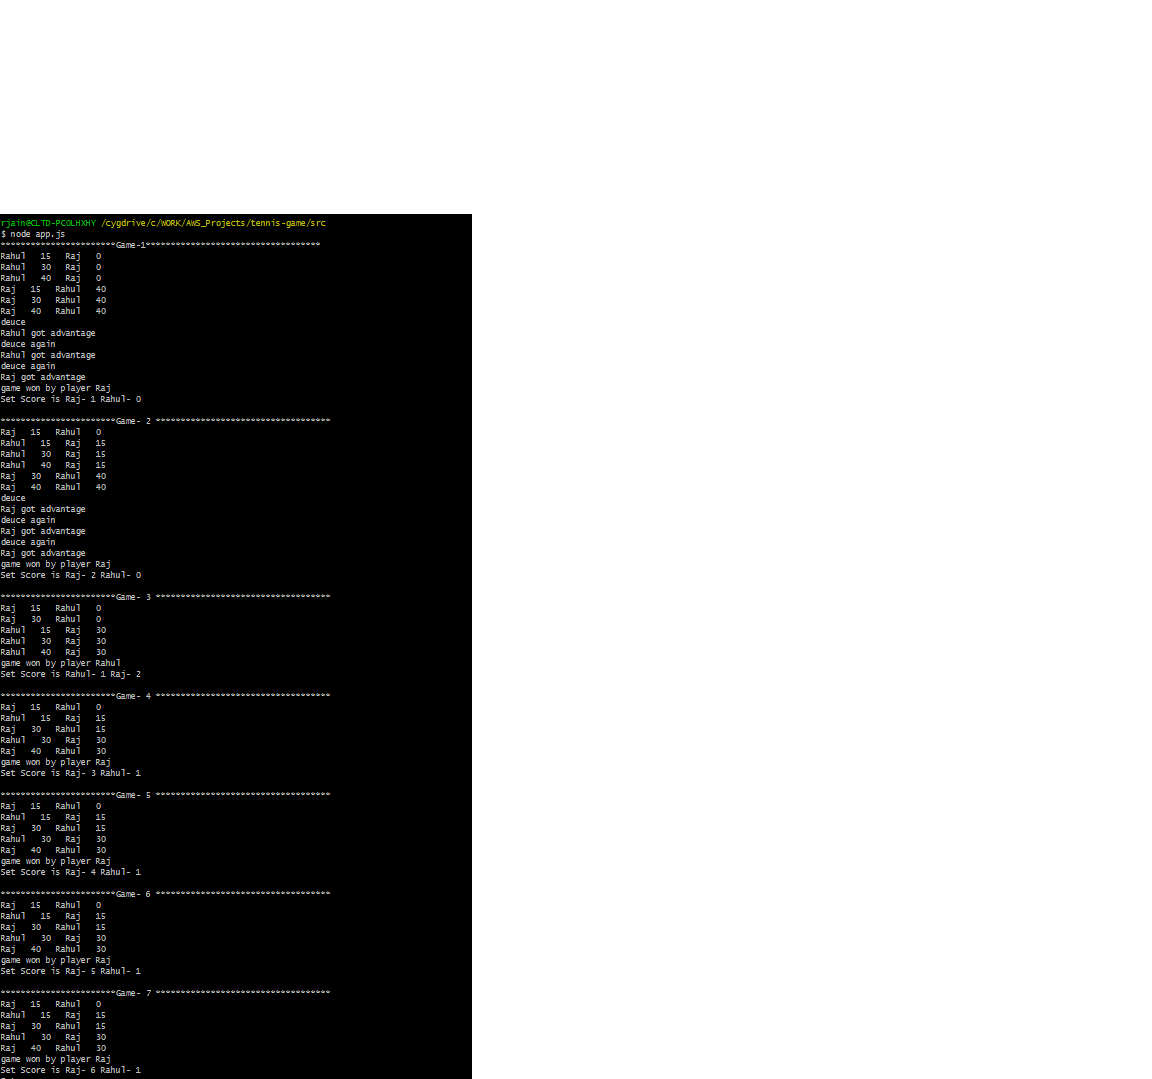 rjain@CLTD-PC0LHXHY /cygdrive/c/WORK/AWS_Projects/tennis-game/src
$ node app.js
***********************Game-1***********************************
Rahul   15   Raj   0
Rahul   30   Raj   0
Rahul   40   Raj   0
Raj   15   Rahul   40
Raj   30   Rahul   40
Raj   40   Rahul   40
deuce
Rahul got advantage
deuce again
Rahul got advantage
deuce again
Raj got advantage
game won by player Raj
Set Score is Raj- 1 Rahul- 0
***********************Game- 2 ***********************************
Raj   15   Rahul   0
Rahul   15   Raj   15
Rahul   30   Raj   15
Rahul   40   Raj   15
Raj   30   Rahul   40
Raj   40   Rahul   40
deuce
Raj got advantage
deuce again
Raj got advantage
deuce again
Raj got advantage
game won by player Raj
Set Score is Raj- 2 Rahul- 0
***********************Game- 3 ***********************************
Raj   15   Rahul   0
Raj   30   Rahul   0
Rahul   15   Raj   30
Rahul   30   Raj   30
Rahul   40   Raj   30
game won by player Rahul
Set Score is Rahul- 1 Raj- 2
***********************Game- 4 ***********************************
Raj   15   Rahul   0
Rahul   15   Raj   15
Raj   30   Rahul   15
Rahul   30   Raj   30
Raj   40   Rahul   30
game won by player Raj
Set Score is Raj- 3 Rahul- 1
***********************Game- 5 ***********************************
Raj   15   Rahul   0
Rahul   15   Raj   15
Raj   30   Rahul   15
Rahul   30   Raj   30
Raj   40   Rahul   30
game won by player Raj
Set Score is Raj- 4 Rahul- 1
***********************Game- 6 ***********************************
Raj   15   Rahul   0
Rahul   15   Raj   15
Raj   30   Rahul   15
Rahul   30   Raj   30
Raj   40   Rahul   30
game won by player Raj
Set Score is Raj- 5 Rahul- 1
***********************Game- 7 ***********************************
Raj   15   Rahul   0
Rahul   15   Raj   15
Raj   30   Rahul   15
Rahul   30   Raj   30
Raj   40   Rahul   30
game won by player Raj
Set Score is Raj- 6 Rahul- 1